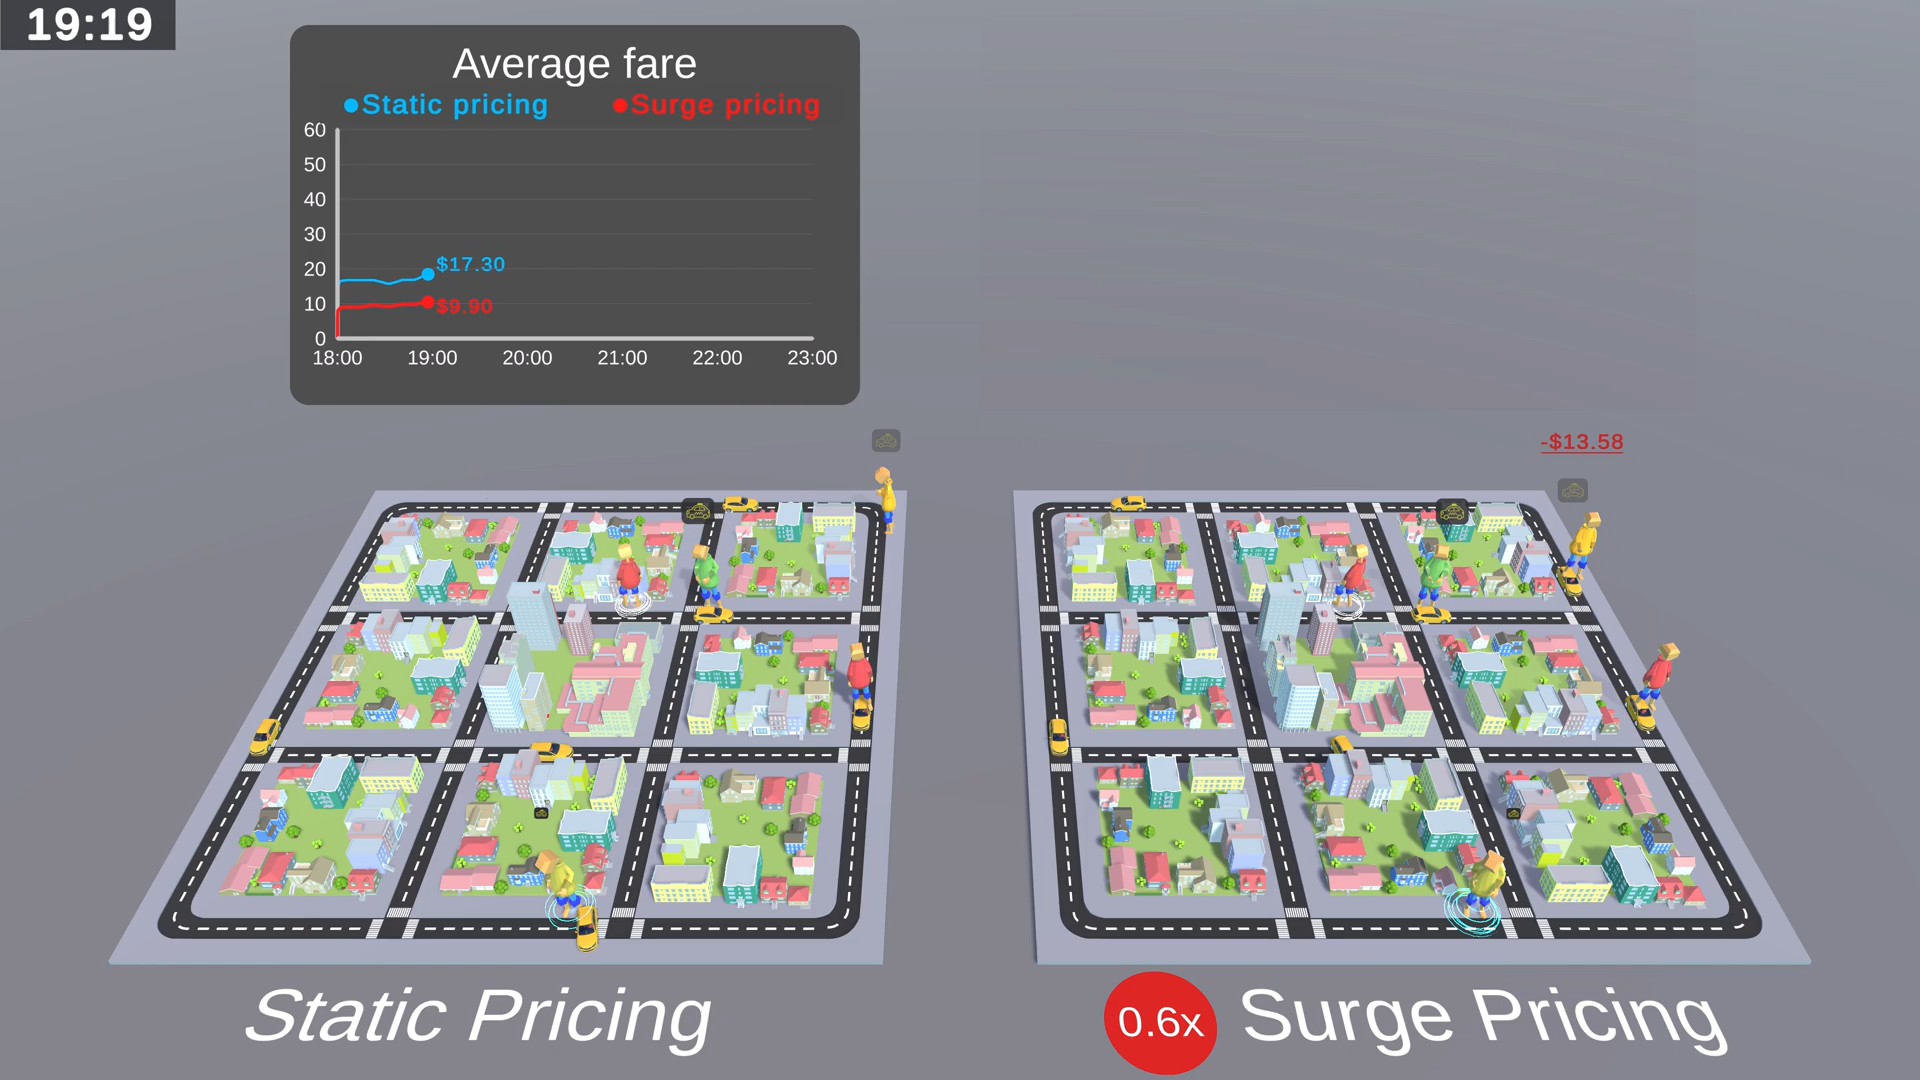 19:19
Average fare
Static pricing Surge pricing
60
50
40
30
20
10
0
$17.30
$9.90
18:00 19:00 20:00 21:00 22:00 23:00
-$13.58
Static Pricing
0.6x Surge Pricing